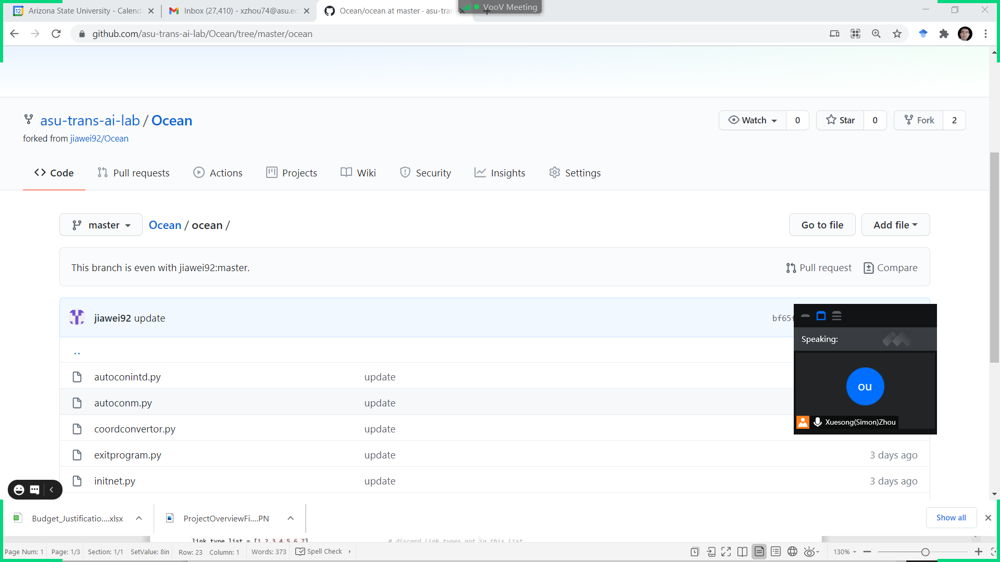 Arizona State University - Calend
Inbox (27,410) - xzhou74@asu.ed
Ocean/ocean at master · asu-tran
VooV Meeting
github.com/asu-trans-ai-lab/Ocean/tree/master/ocean
asu-trans-ai-lab / Ocean
Watch 0
Star 0
Fork 2
forked from jiawei92/Ocean
Code
Pull requests
Actions
Projects
Wiki
Security
Insights
Settings
master
Ocean / ocean /
Go to file
Add file
This branch is even with jiawei92:master.
Pull request
Compare
jiawei92 update
bf65f
Speaking:
..
autoconintd.py update
ou
autoconm.py update
Xuesong(Simon)Zhou
coordconvertor.py update
exitprogram.py update 3 days ago
initnet.py update 3 days ago
Budget_Justificatio....xlsx
ProjectOverviewFi....PN
Show all
link_type_list = [1,2,3,4,5,6,7] # discard link types not in this list
Page Num: 1 Page: 1/3 Section: 1/1 SetValue: 8in Row: 23 Column: 1 Words: 373 Spell Check
130%